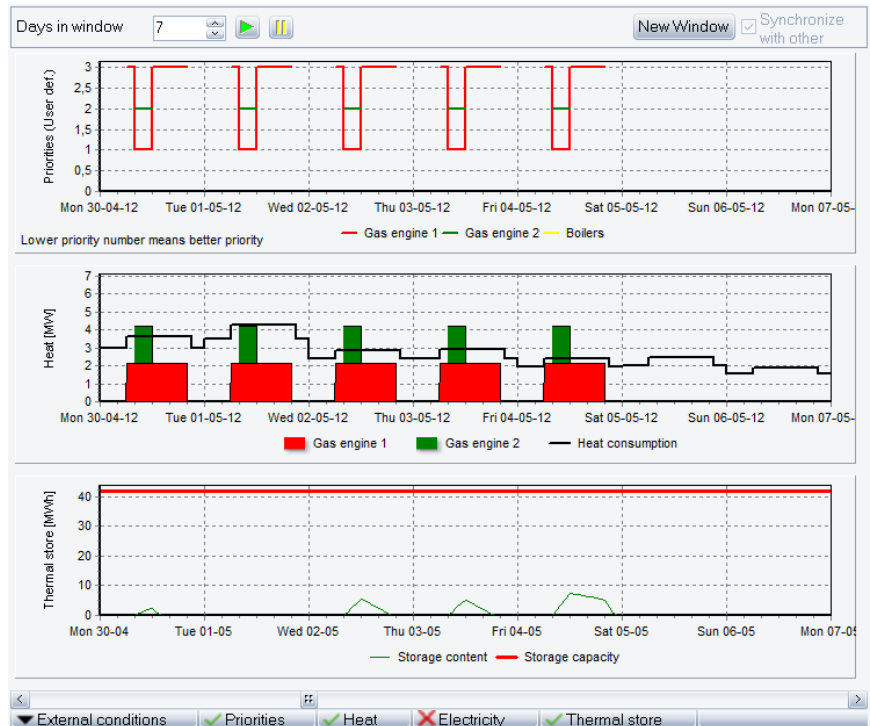 Days in window 7 New Window Synchronize
with other
Priorities (User def.)
3
2,5
2
1,5
1
0,5
0
Mon 30-04-12 Tue 01-05-12 Wed 02-05-12 Thu 03-05-12 Fri 04-05-12 Sat 05-05-12 Sun 06-05-12 Mon 07-05-
Lower priority number means better priority
Gas engine 1 Gas engine 2 Boilers
Heat [MW]
7
6
5
4
3
2
1
0
Mon 30-04-12 Tue 01-05-12 Wed 02-05-12 Thu 03-05-12 Fri 04-05-12 Sat 05-05-12 Sun 06-05-12 Mon 07-05-
Gas engine 1 Gas engine 2 Heat consumption
Thermal store [MWh]
40
30
20
10
0
Mon 30-04 Tue 01-05 Wed 02-05 Thu 03-05 Fri 04-05 Sat 05-05 Sun 06-05 Mon 07-05
Storage content Storage capacity
External conditions Priorities Heat Electricity Thermal store